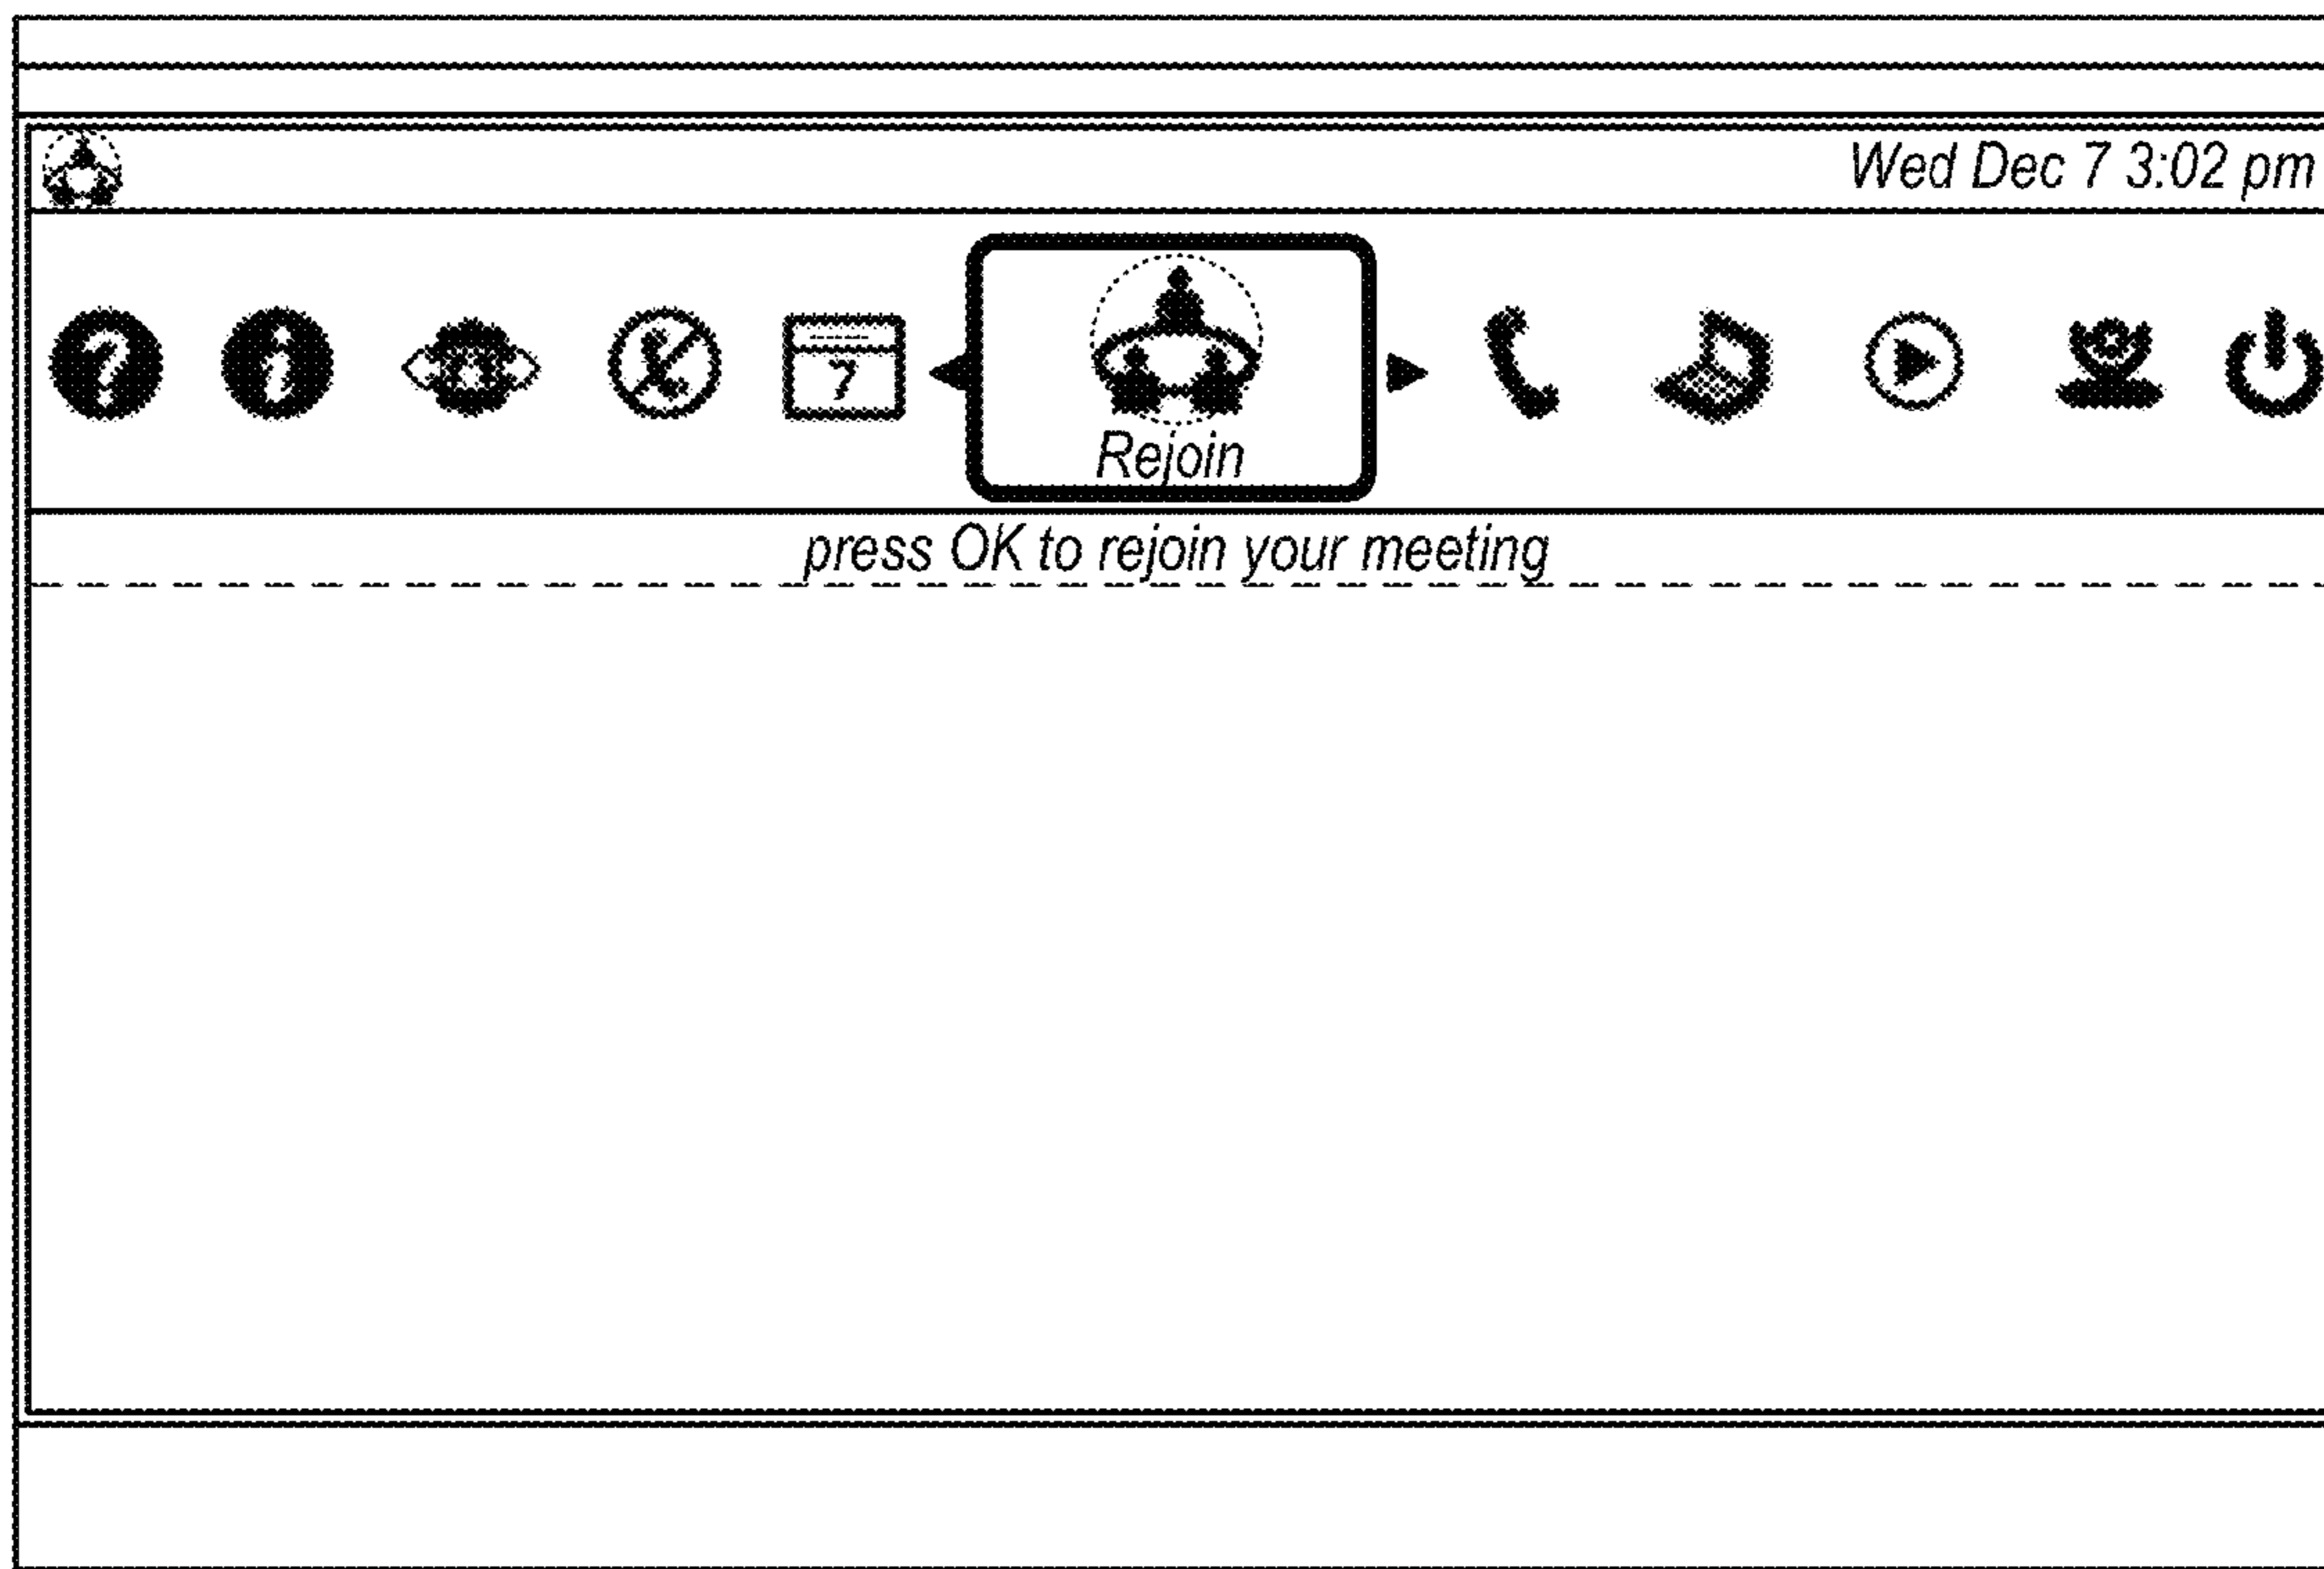 Wed Dec 7 3:02 pm
?
i
7
Rejoin
press OK to rejoin your meeting